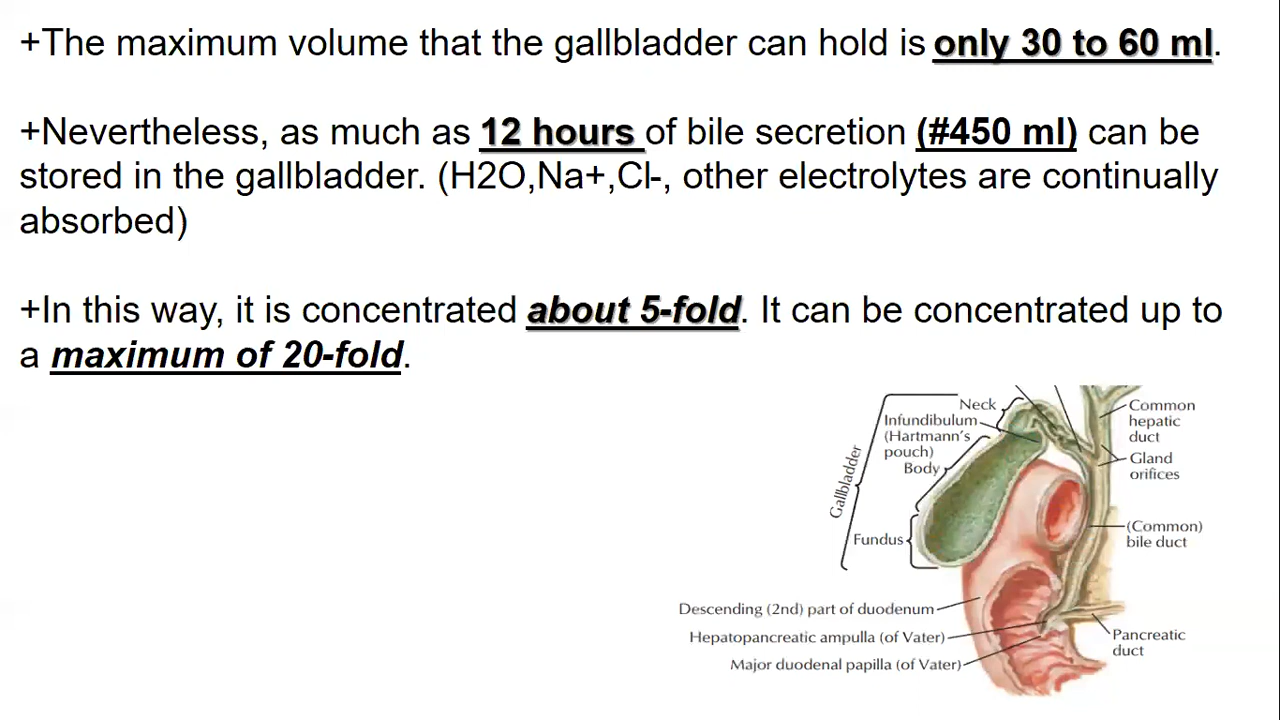 +The maximum volume that the gallbladder can hold is only 30 to 60 ml.
+Nevertheless, as much as 12 hours of bile secretion (#450 ml) can be
stored in the gallbladder. (H2O,Na+,Cl-, other electrolytes are continually
absorbed)
+In this way, it is concentrated about 5-fold. It can be concentrated up to
a maximum of 20-fold.
Neck
Infundibulum
(Hartmann's
pouch)
Body
Gallbladder
Fundus
Common
hepatic
duct
Gland
orifices
(Common)
bile duct
Descending (2nd) part of duodenum
Hepatopancreatic ampulla (of Vater)
Major duodenal papilla (of Vater)
Pancreatic
duct